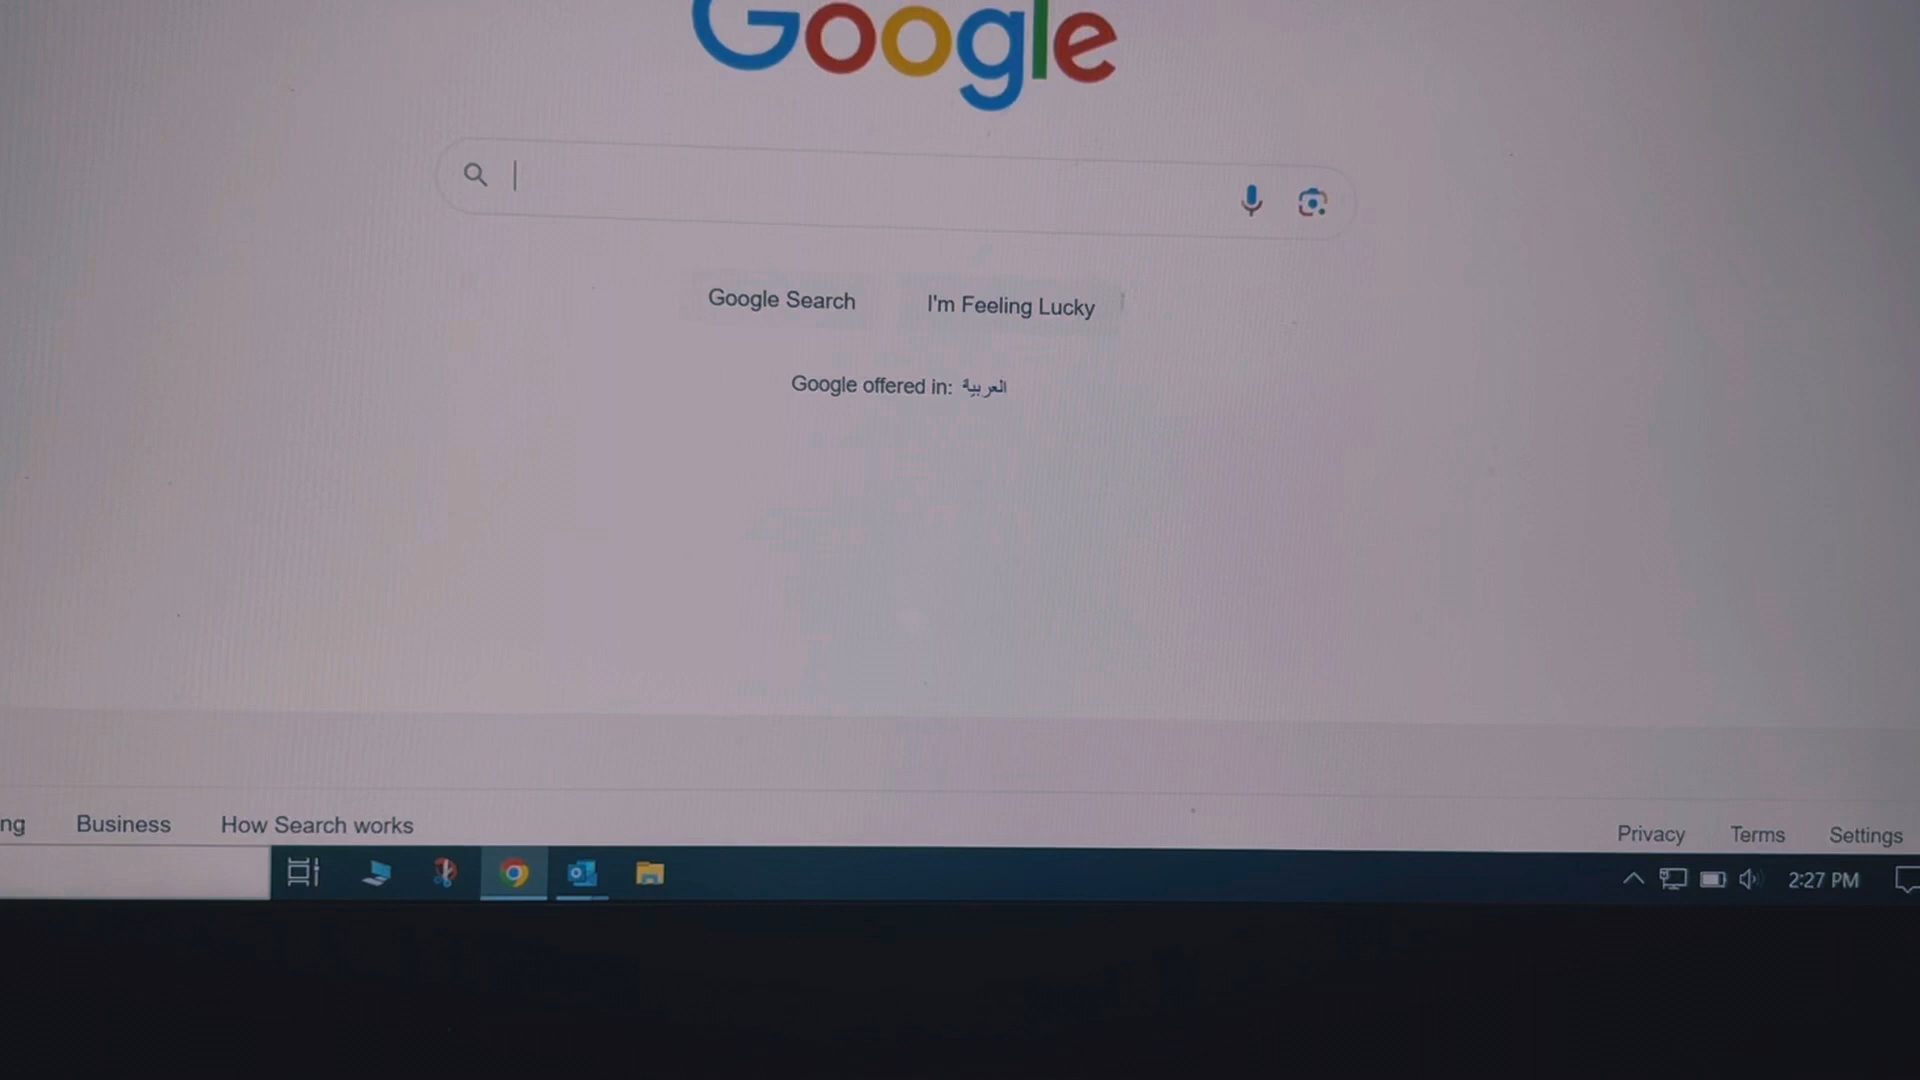 Google
Google Search
I'm Feeling Lucky
Google offered in: العربية
ng Business How Search works
Privacy Terms Settings
2:27 PM